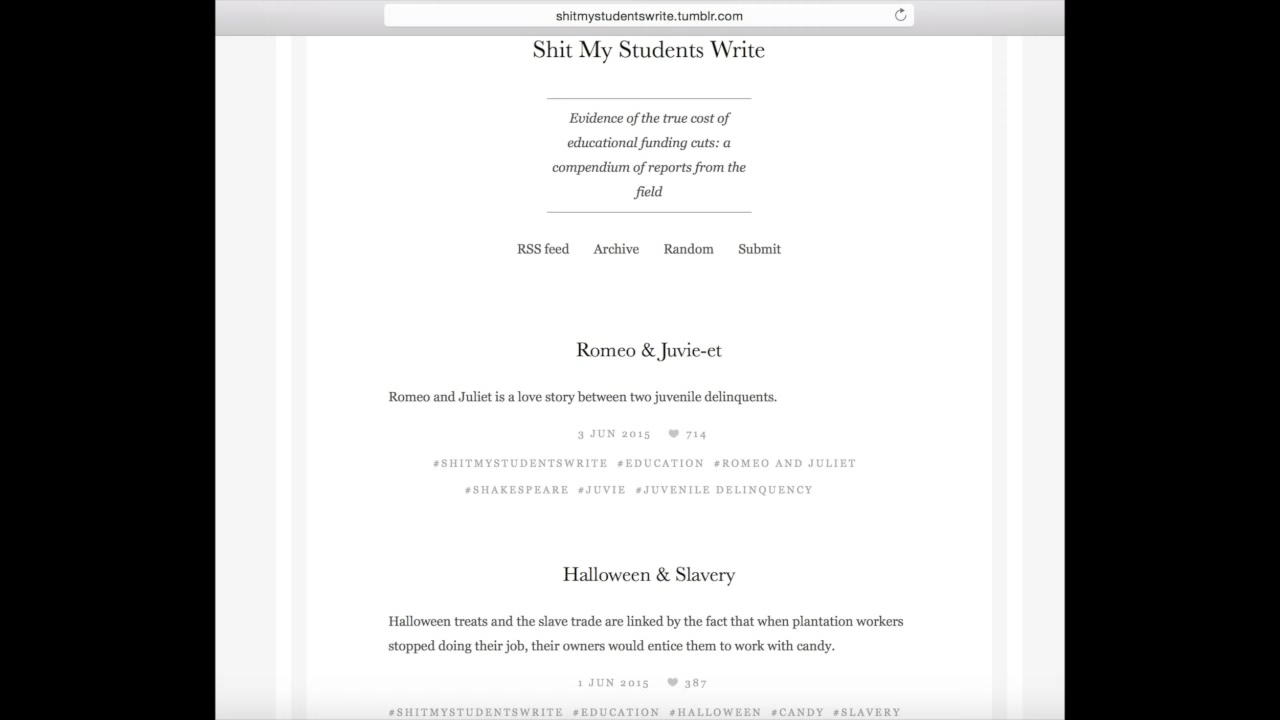 shitmystudentswrite.tumblr.com
Shit My Students Write
Evidence of the true cost of
educational funding cuts: a
compendium of reports from the
field
RSS feed Archive Random Submit
Romeo & Juvie-et
Romeo and Juliet is a love story between two juvenile delinquents.
3 JUN 2015 714
#SHITMYSTUDENTSWRITE #EDUCATION #ROMEO AND JULIET
#SHAKESPEARE #JUVIE #JUVENILE DELINQUENCY
Halloween & Slavery
Halloween treats and the slave trade are linked by the fact that when plantation workers
stopped doing their job, their owners would entice them to work with candy.
1 JUN 2015 387
#SHITMYSTUDENTSWRITE #EDUCATION #HALLOWEEN #CANDY #SLAVERY